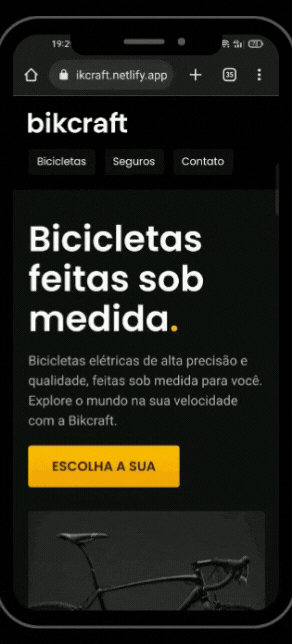 19:2
71
ikcraft.netlify.app
35
bikcraft
Bicicletas Seguros Contato
Bicicletas
feitas sob
medida.
Bicicletas elétricas de alta precisão e
qualidade, feitas sob medida para você.
Explore o mundo na sua velocidade
com a Bikcraft.
ESCOLHA A SUA